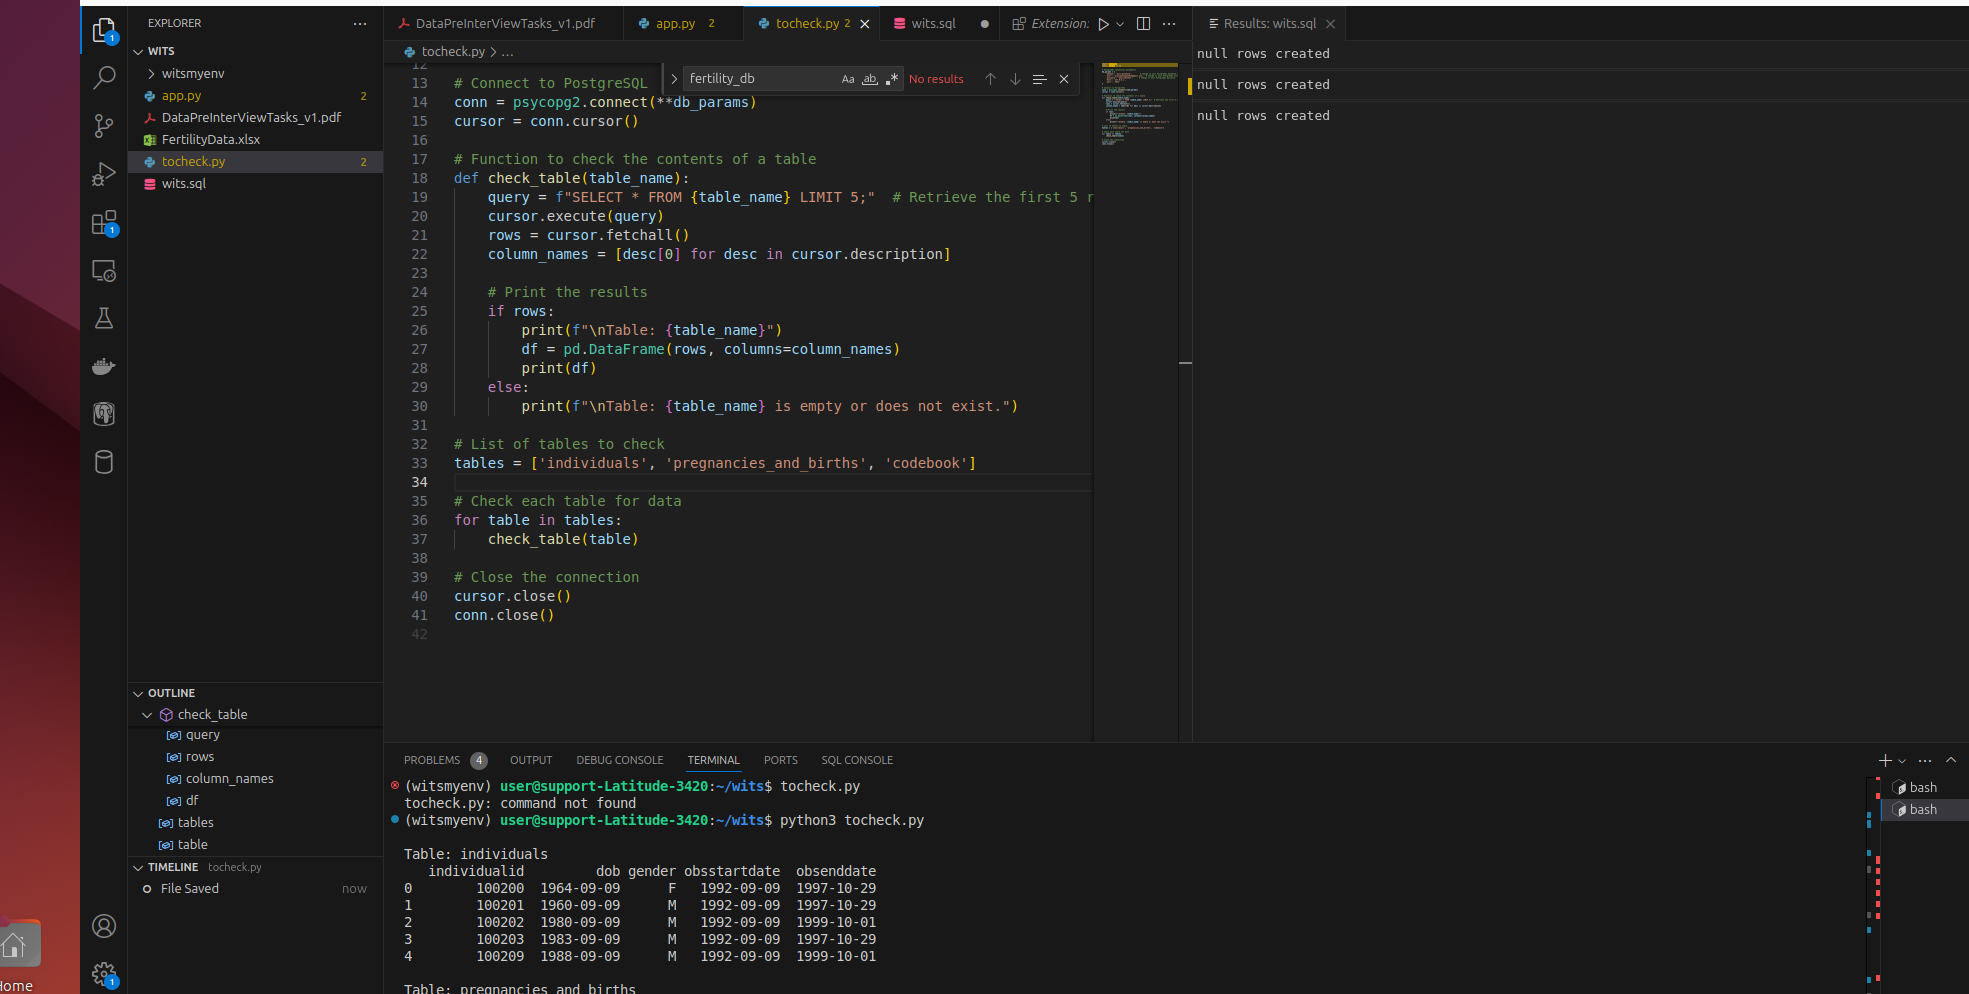 EXPLORER
WITS
witsmyenv
app.py 2
DataPreInterViewTasks_v1.pdf
FertilityData.xlsx
tocheck.py 2
wits.sql
OUTLINE
check_table
query
rows
column_names
df
tables
table
TIMELINE tocheck.py
File Saved now
1
1
1
Home
DataPreInterViewTasks_v1.pdf
app.py 2
tocheck.py 2
wits.sql
Extension:
tocheck.py > ...
fertility_db
Aa ab No results
12
13 # Connect to PostgreSQL
14 conn = psycopg2.connect(**db_params)
15 cursor = conn.cursor()
16
17 # Function to check the contents of a table
18 def check_table(table_name):
19 query = f"SELECT * FROM {table_name} LIMIT 5;"  # Retrieve the first 5 r
20 cursor.execute(query)
21 rows = cursor.fetchall()
22 column_names = [desc[0] for desc in cursor.description]
23
24 # Print the results
25 if rows:
26 print(f"\nTable: {table_name}")
27 df = pd.DataFrame(rows, columns=column_names)
28 print(df)
29 else:
30 print(f"\nTable: {table_name} is empty or does not exist.")
31
32 # List of tables to check
33 tables = ['individuals', 'pregnancies_and_births', 'codebook']
34
35 # Check each table for data
36 for table in tables:
37 check_table(table)
38
39 # Close the connection
40 cursor.close()
41 conn.close()
42
Results: wits.sql
null rows created
null rows created
null rows created
PROBLEMS 4 OUTPUT DEBUG CONSOLE TERMINAL PORTS SQL CONSOLE
(witsmyenv) user@support-Latitude-3420:~/wits$ tocheck.py
tocheck.py: command not found
(witsmyenv) user@support-Latitude-3420:~/wits$ python3 tocheck.py
Table: individuals
individualid dob gender obsstartdate obsenddate
0 100200 1964-09-09 F 1992-09-09 1997-10-29
1 100201 1960-09-09 M 1992-09-09 1997-10-29
2 100202 1980-09-09 M 1992-09-09 1999-10-01
3 100203 1983-09-09 M 1992-09-09 1997-10-29
4 100209 1988-09-09 M 1992-09-09 1999-10-01
Table: pregnancies and births
bash
bash